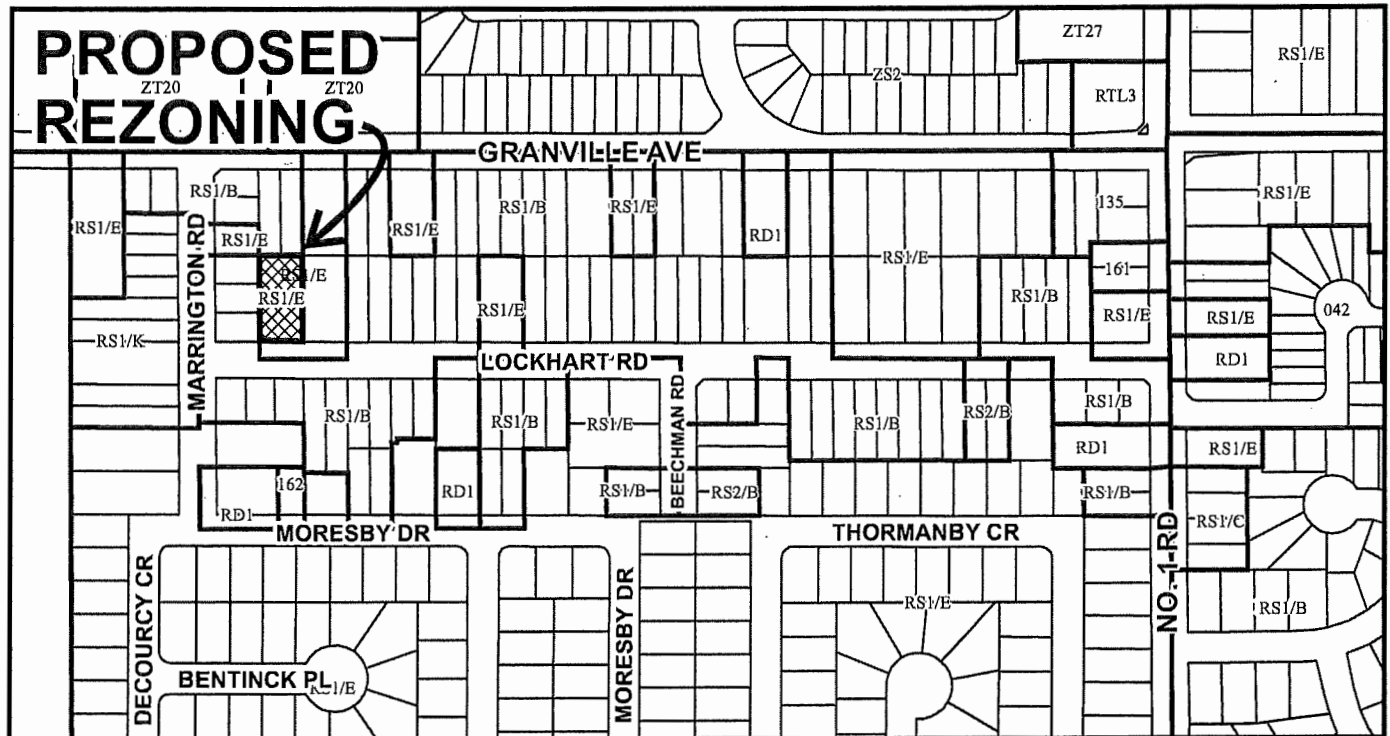 PROPOSED
ZT20
ZT20
REZONING
ZT27
ZS2
RTL3
RS1/E
GRANVILLE AVE
RS1/B
RS1/E
RS1/E
RS1/E
RS1/B
RS1/E
RD1
RS1/E
135
RS1/E
161
RS1/E
RS1/E
RS1/E
RS1/B
RS1/E
RS1/E
042
RS1/E
RD1
RS1/K
MARRINGTON RD
LOCKHART RD
BEECHMAN RD
RS1/B
RS1/B
RS1/E
RS1/B
RS2/B
RS1/B
RD1
RS1/E
162
RD1
RD1
RS1/B
RS2/B
RS1/B
RS1/C
MORESBY DR
THORMANBY CR
NO. 1 RD
DECOURCY CR
MORESBY DR
RS1/E
RS1/B
BENTINCK PL
RS1/E